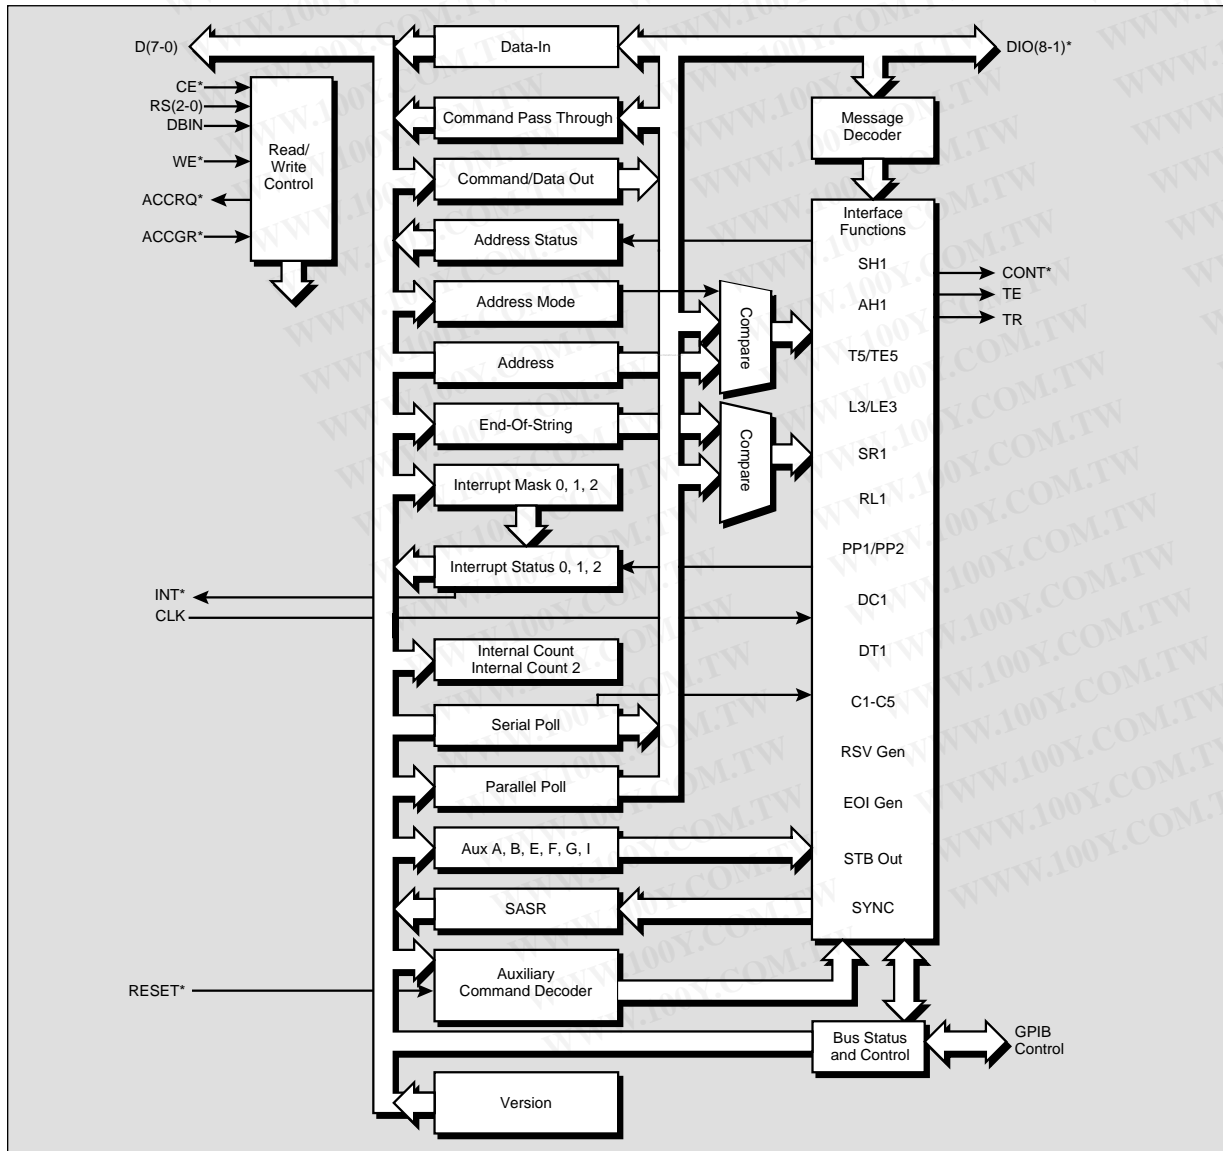 D(7-0)
Data-In
DIO(8-1)*
CE*
RS(2-0)
DBIN
WE*
ACCRQ*
ACCGR*
Read/
Write
Control
Command Pass Through
Message
Decoder
Command/Data Out
Address Status
Address Mode
Address
End-Of-String
Interrupt Mask 0, 1, 2
Interrupt Status 0, 1, 2
INT*
CLK
Internal Count
Internal Count 2
Serial Poll
Parallel Poll
Aux A, B, E, F, G, I
SASR
RESET*
Auxiliary
Command Decoder
Version
Compare
Compare
Interface
Functions
SH1
AH1
T5/TE5
L3/LE3
SR1
RL1
PP1/PP2
DC1
DT1
C1-C5
RSV Gen
EOI Gen
STB Out
SYNC
CONT*
TE
TR
Bus Status
and Control
GPIB
Control
WWW.100Y.COM.TW